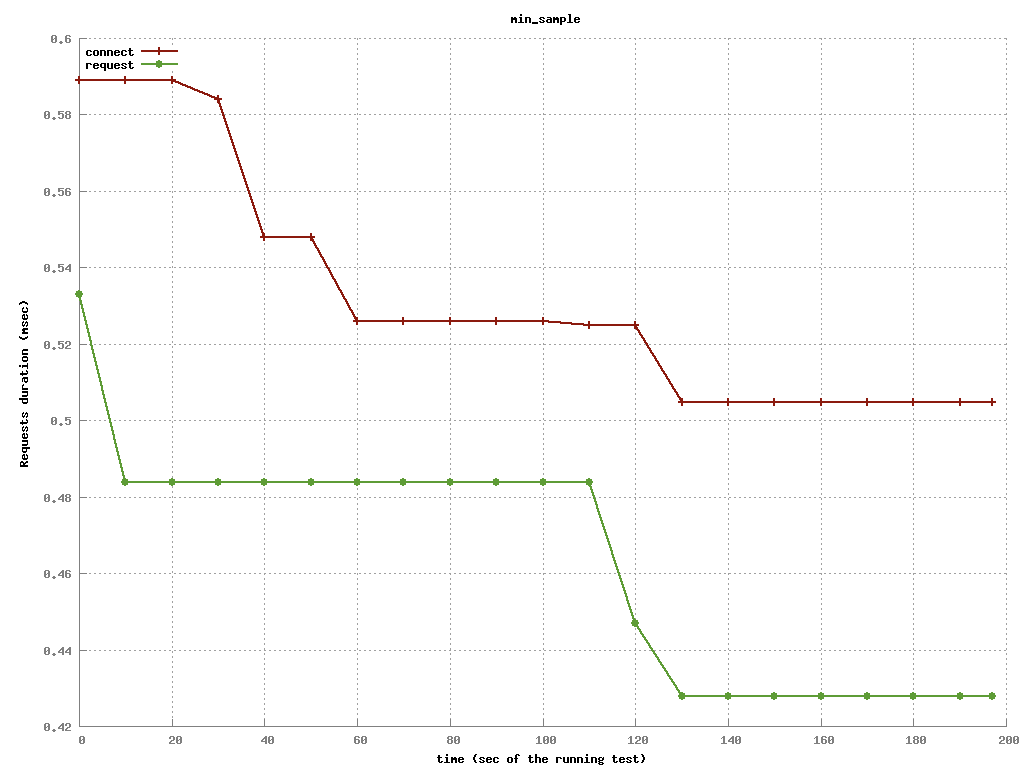 min_sample
connect
request
0.6
0.58
0.56
0.54
0.52
0.5
0.48
0.46
0.44
0.42
Requests duration (msec)
0 20 40 60 80 100 120 140 160 180 200
time (sec of the running test)